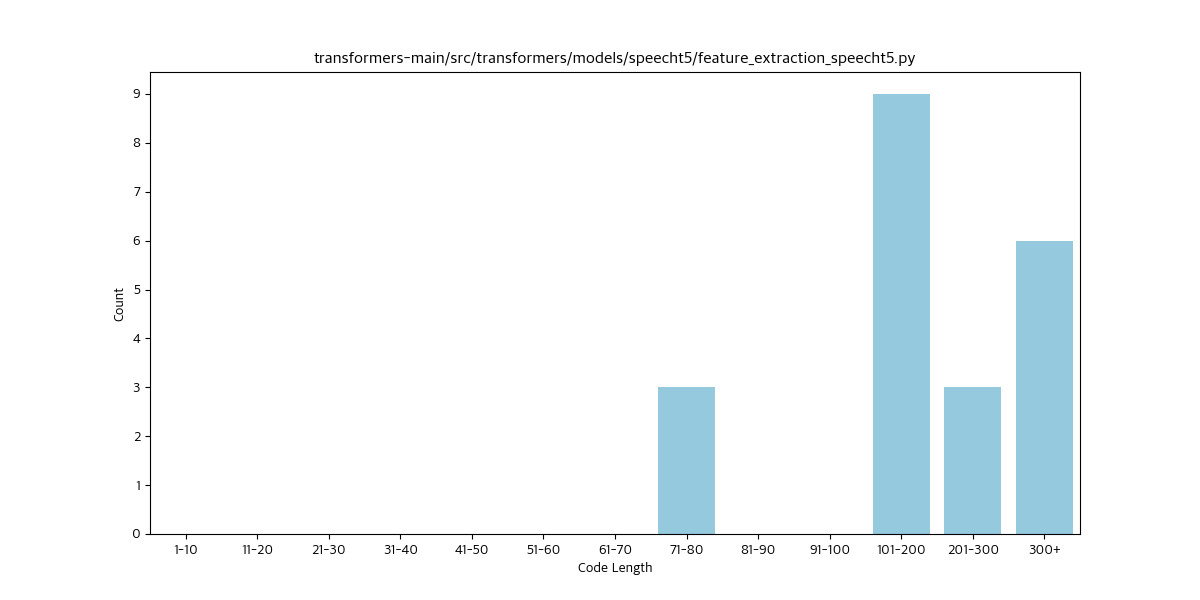 transformers-main/src/transformers/models/speecht5/feature_extraction_speecht5.py
Count
9
8
7
6
5
4
3
2
1
0
1-10 11-20 21-30 31-40 41-50 51-60 61-70 71-80 81-90 91-100 101-200 201-300 300+
Code Length